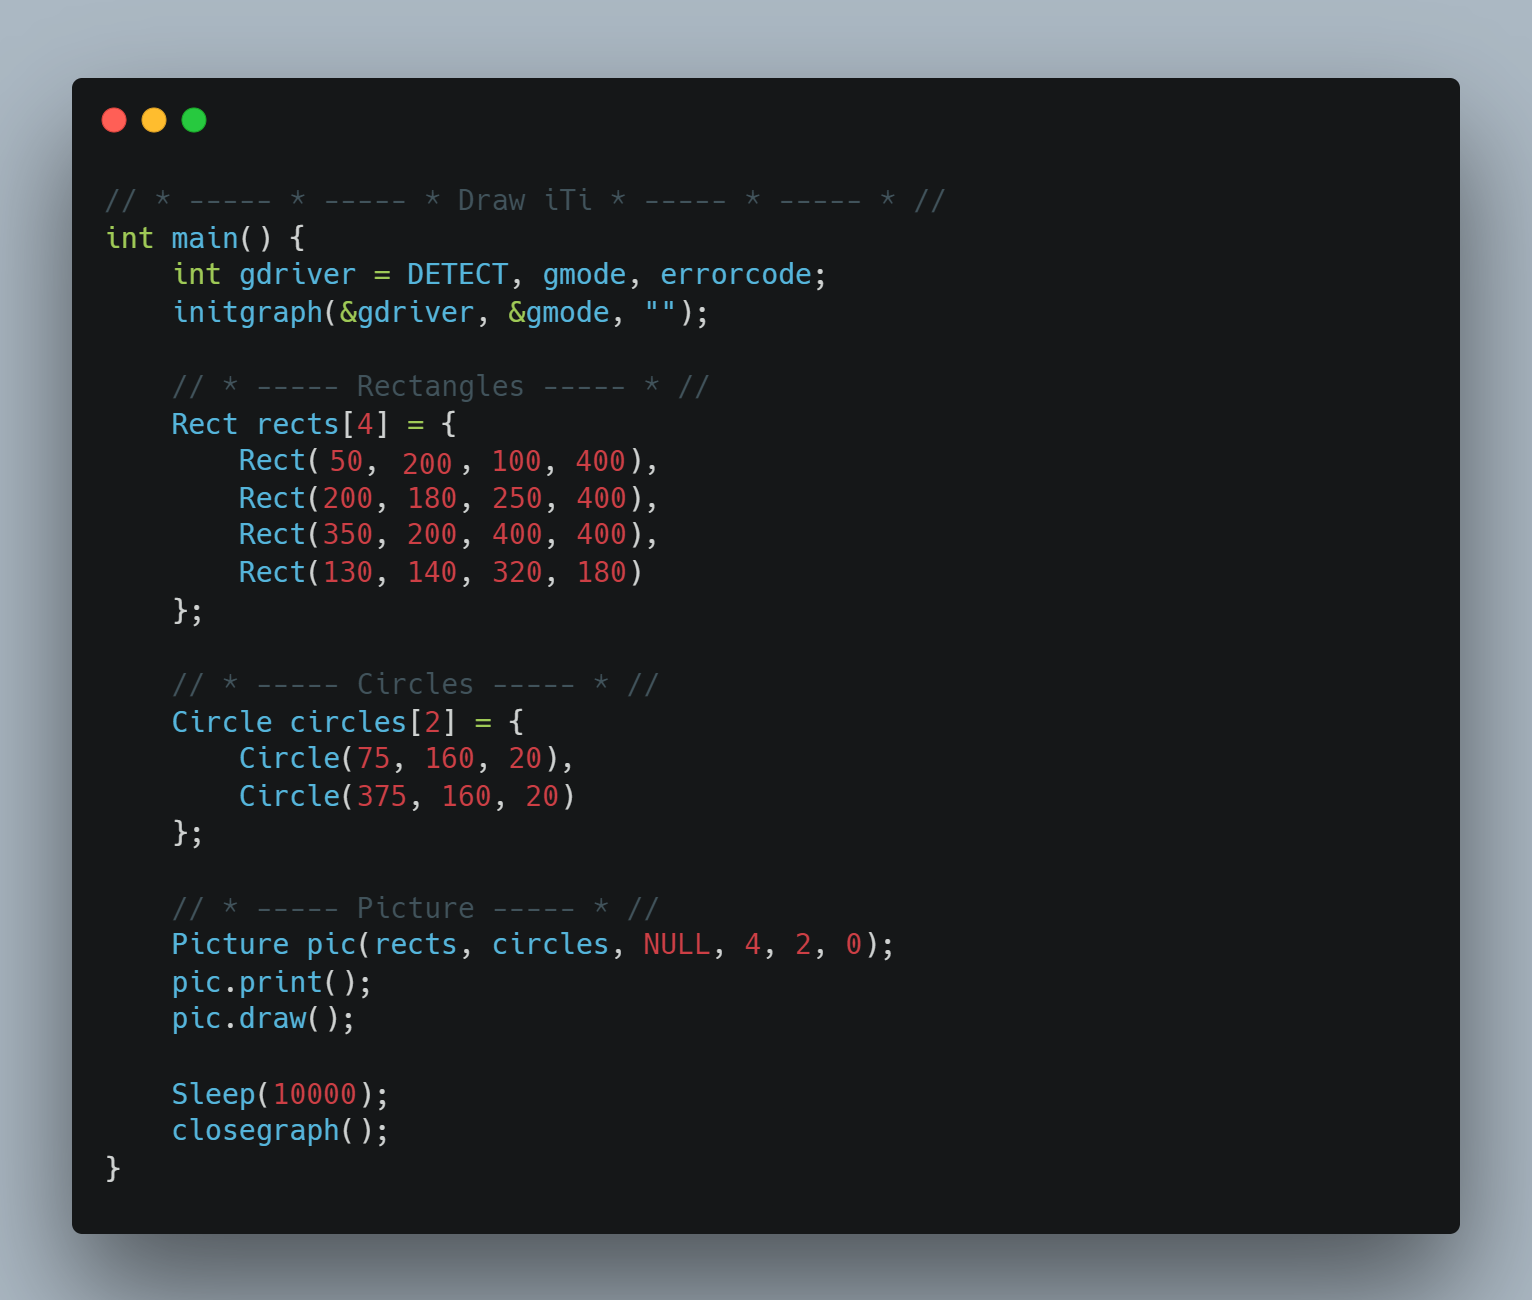 // * ----- * ----- * Draw iTi * ----- * ----- * //
int main() {
    int gdriver = DETECT, gmode, errorcode;
    initgraph(&gdriver, &gmode, "");

    // * ----- Rectangles ----- * //
    Rect rects[4] = {
        Rect( 50, 200 , 100, 400),
        Rect(200, 180, 250, 400),
        Rect(350, 200, 400, 400),
        Rect(130, 140, 320, 180)
    };

    // * ----- Circles ----- * //
    Circle circles[2] = {
        Circle(75, 160, 20),
        Circle(375, 160, 20)
    };

    // * ----- Picture ----- * //
    Picture pic(rects, circles, NULL, 4, 2, 0);
    pic.print();
    pic.draw();

    Sleep(10000);
    closegraph();
}